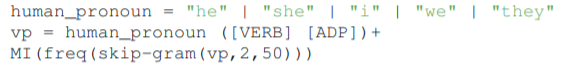 human_pronoun = "he" | "she" | "i" | "we" | "they"
vp = human_pronoun ([VERB] [ADP])+
MI(freq(skip-gram(vp,2,50)))